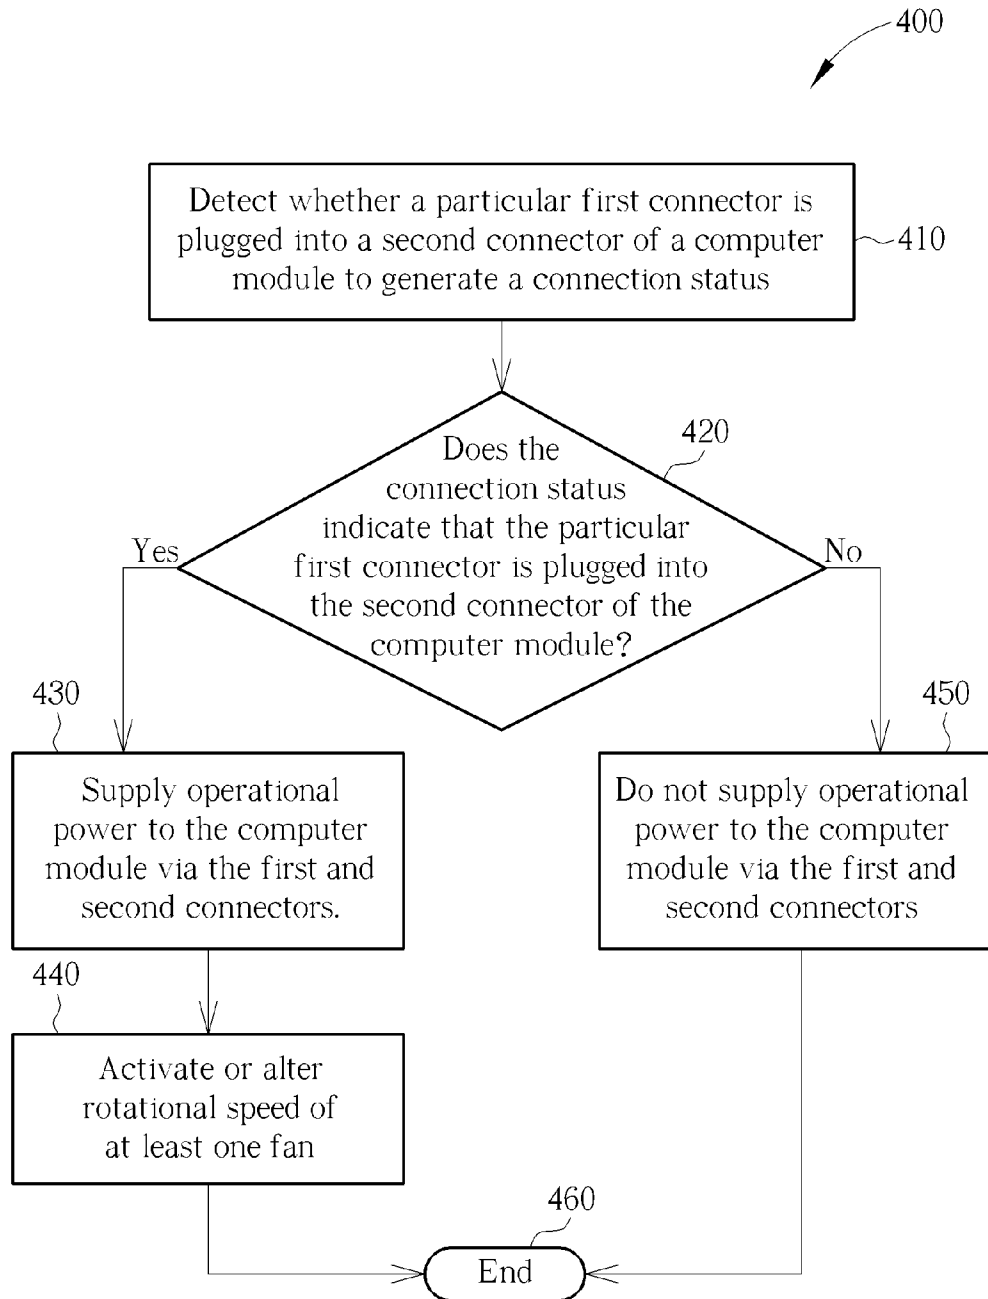 400
Detect whether a particular first connector is
plugged into a second connector of a computer
module to generate a connection status
410
420
Does the
connection status
indicate that the particular
first connector is plugged into
the second connector of the
computer module?
Yes
No
430
450
Supply operational
power to the computer
module via the first and
second connectors.
Do not supply operational
power to the computer
module via the first and
second connectors
440
Activate or alter
rotational speed of
at least one fan
460
End